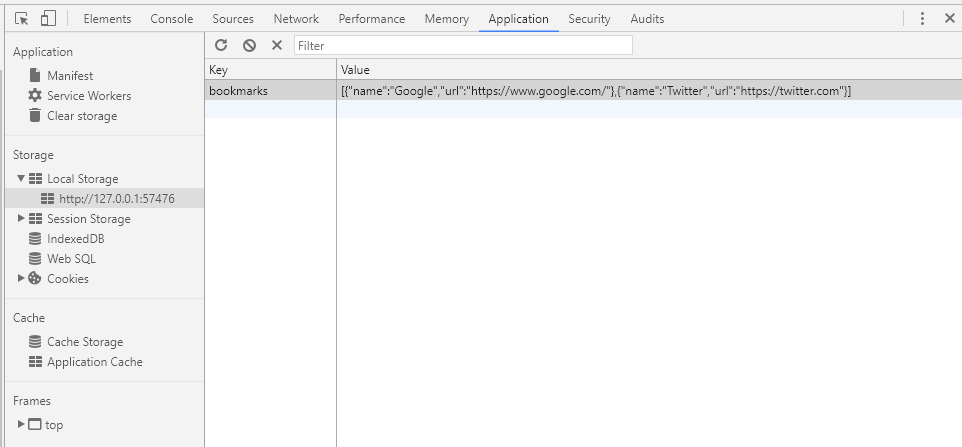 Elements Console Sources Network Performance Memory Application Security Audits
Filter
Application
Manifest
Service Workers
Clear storage
Storage
Local Storage
http://127.0.0.1:57476
Session Storage
IndexedDB
Web SQL
Cookies
Cache
Cache Storage
Application Cache
Frames
top
Key Value
bookmarks [{"name":"Google","url":"https://www.google.com/"},{"name":"Twitter","url":"https://twitter.com"}]